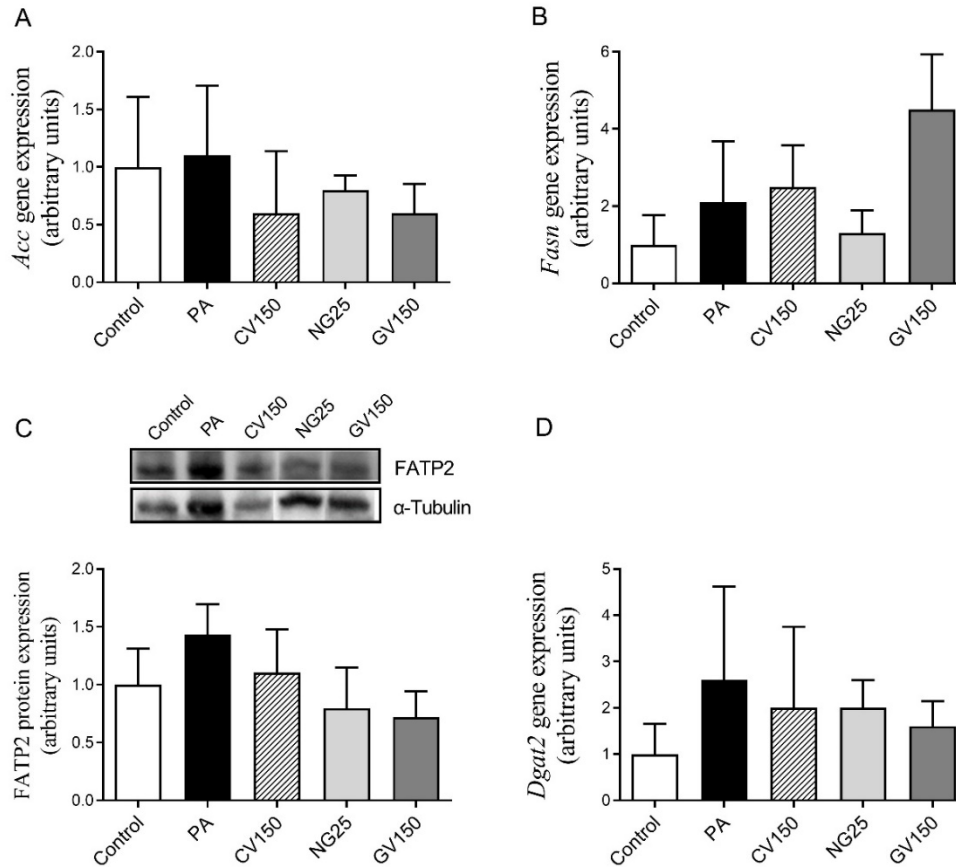 A
Acc gene expression
(arbitrary units)
2.0
1.5
1.0
0.5
0.0
Control
PA
CV150
NG25
GV150
B
Fasn gene expression
(arbitrary units)
6
4
2
0
Control
PA
CV150
NG25
GV150
C
Control
PA
CV150
NG25
GV150
FATP2
α-Tubulin
FATP2 protein expression
(arbitrary units)
2.0
1.5
1.0
0.5
0.0
Control
PA
CV150
NG25
GV150
D
Dgat2 gene expression
(arbitrary units)
5
4
3
2
1
0
Control
PA
CV150
NG25
GV150